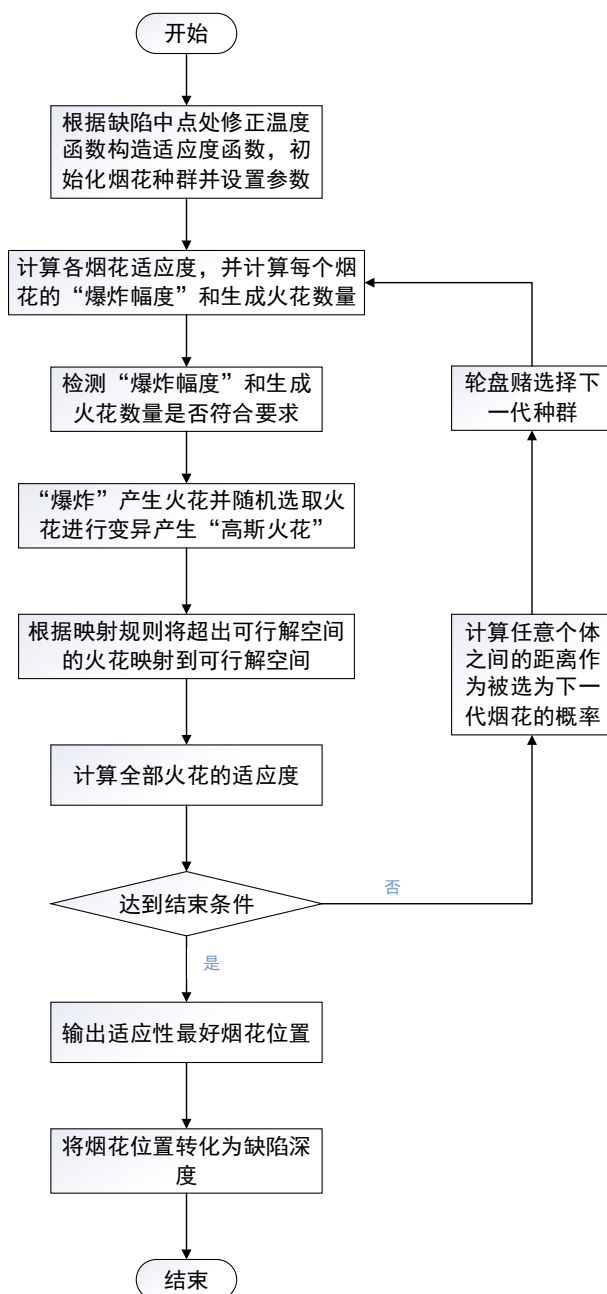 开始
根据缺陷中点处修正温度
函数构造适应度函数，初
始化烟花种群并设置参数
计算各烟花适应度，并计算每个烟
花的“爆炸幅度”和生成火花数量
检测“爆炸幅度”和生成
火花数量是否符合要求
“爆炸”产生火花并随机选取火
花进行变异产生“高斯火花”
根据映射规则将超出可行解空间
的火花映射到可行解空间
计算全部火花的适应度
达到结束条件
否
计算任意个体
之间的距离作
为被选为下一
代烟花的概率
轮盘赌选择下
一代种群
是
输出适应性最好烟花位置
将烟花位置转化为缺陷深
度
结束